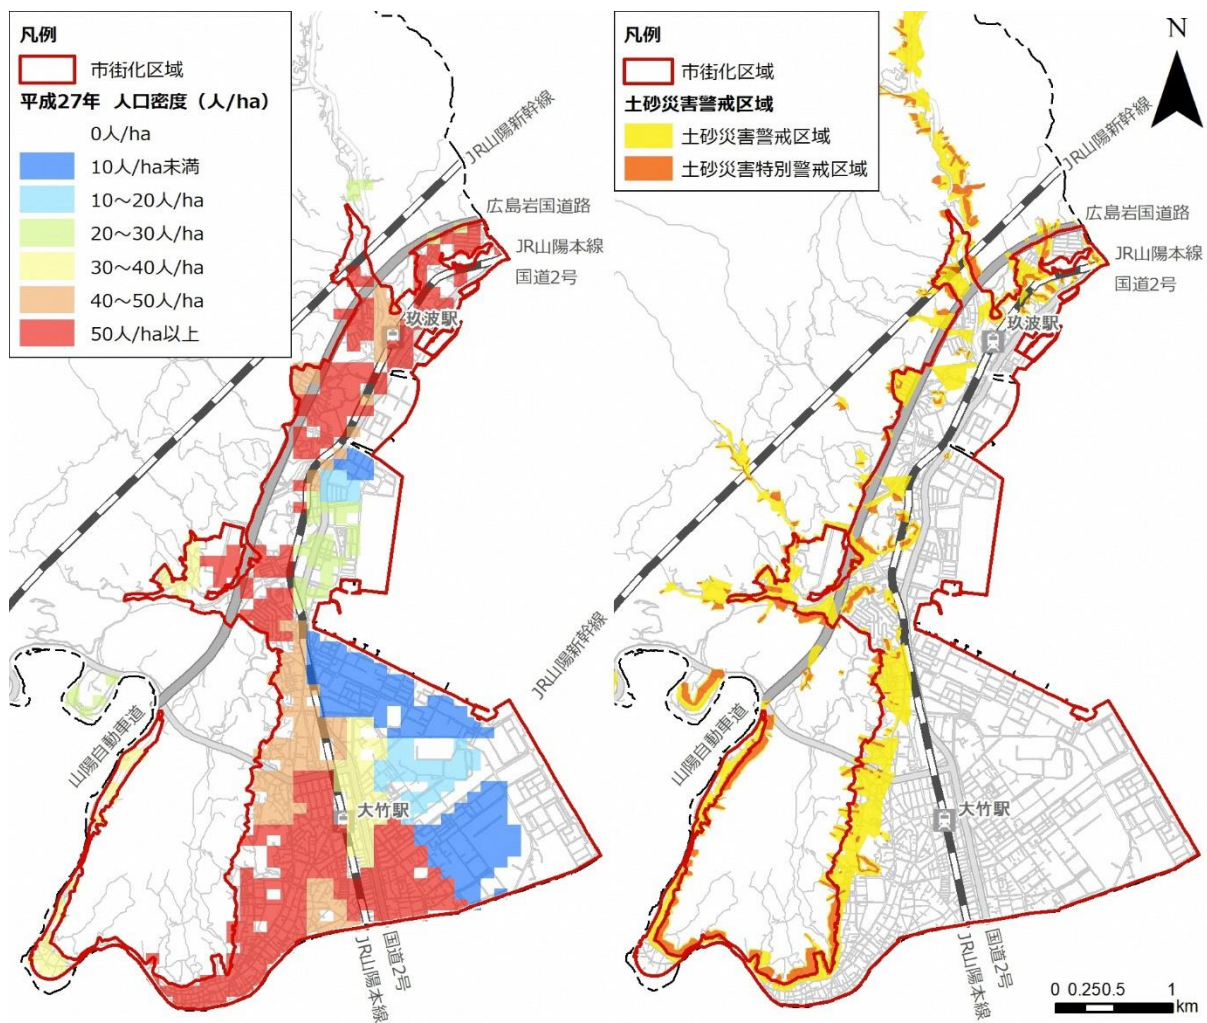 凡例
市街化区域
平成27年 人口密度（人/ha）
0人/ha
10人/ha未満
10～20人/ha
20～30人/ha
30～40人/ha
40～50人/ha
50人/ha以上
JR山陽新幹線
広島岩国道路
JR山陽本線
国道2号
玖波駅
JR山陽新幹線
山陽自動車道
大竹駅
国道2号
JR山陽本線
凡例
市街化区域
土砂災害警戒区域
土砂災害警戒区域
土砂災害特別警戒区域
N
JR山陽新幹線
広島岩国道路
JR山陽本線
国道2号
玖波駅
山陽自動車道
大竹駅
国道2号
JR山陽本線
0 0.25 0.5 1
km